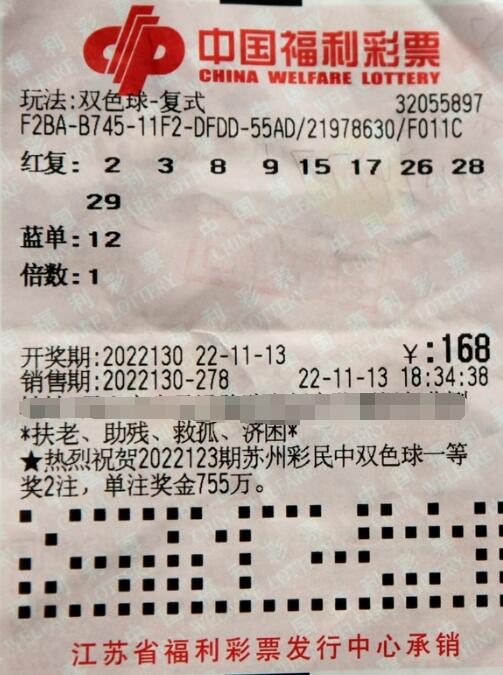 中国福利彩票
CHINA WELFARE LOTTERY
玩法:双色球-复式 32055897
F2BA-B745-11F2-DFDD-55AD/21978630/F011C
红复: 2 3 8 9 15 17 26 28
29
蓝单:12
倍数:1
开奖期:2022130 22-11-13 ￥:168
销售期:2022130-278 22-11-13 18:34:38
*扶老、助残、救孤、济困*
★热烈祝贺2022123期苏州彩民中双色球一等
奖2注，单注奖金755万。
江苏省福利彩票发行中心承销